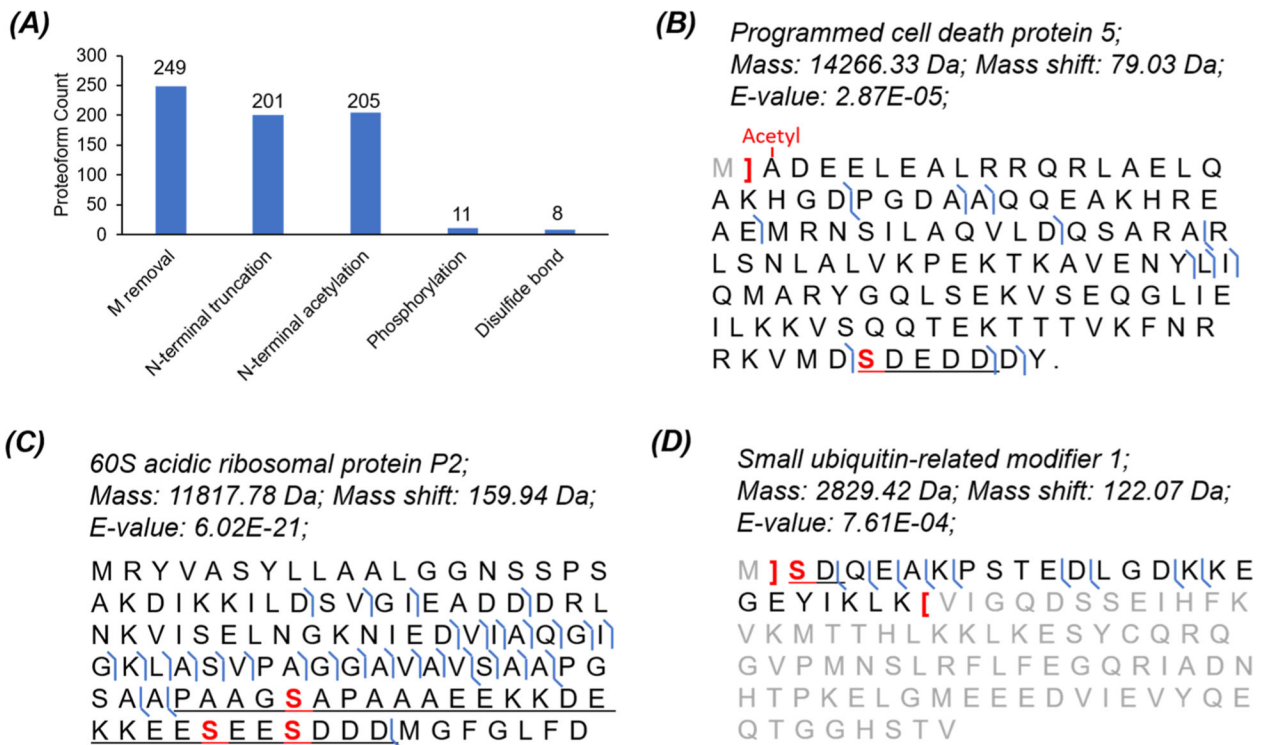 (A)
300
250
200
150
100
50
0
Proteoform Count
249
201
205
11
8
M removal
N-terminal truncation
N-terminal acetylation
Phosphorylation
Disulfide bond
(B)
Programmed cell death protein 5;
Mass: 14266.33 Da; Mass shift: 79.03 Da;
E-value: 2.87E-05;
Acetyl
M ] A D E E L E A L R R Q R L A E L Q
A K H G D P G D A A Q Q E A K H R E
A E M R N S I L A Q V L D Q S A R A R
L S N L A L V K P E K T K A V E N Y L I
Q M A R Y G Q L S E K V S E Q G L I E
I L K K V S Q Q T E K T T T V K F N R
R K V M D S D E D D D Y .
(C)
60S acidic ribosomal protein P2;
Mass: 11817.78 Da; Mass shift: 159.94 Da;
E-value: 6.02E-21;
M R Y V A S Y L L A A L G G N S S P S
A K D I K K I L D S V G I E A D D D R L
N K V I S E L N G K N I E D V I A Q G I
G K L A S V P A G G A V A V S A A P G
S A A P A A G S A P A A A E E K K D E
K K E E S E E S D D D M G F G L F D
(D)
Small ubiquitin-related modifier 1;
Mass: 2829.42 Da; Mass shift: 122.07 Da;
E-value: 7.61E-04;
M ] S D Q E A K P S T E D L G D K K E
G E Y I K L K [ V I G Q D S S E I H F K
V K M T T H L K K L K E S Y C Q R Q
G V P M N S L R F L F E G Q R I A D N
H T P K E L G M E E E D V I E V Y Q E
Q T G G H S T V